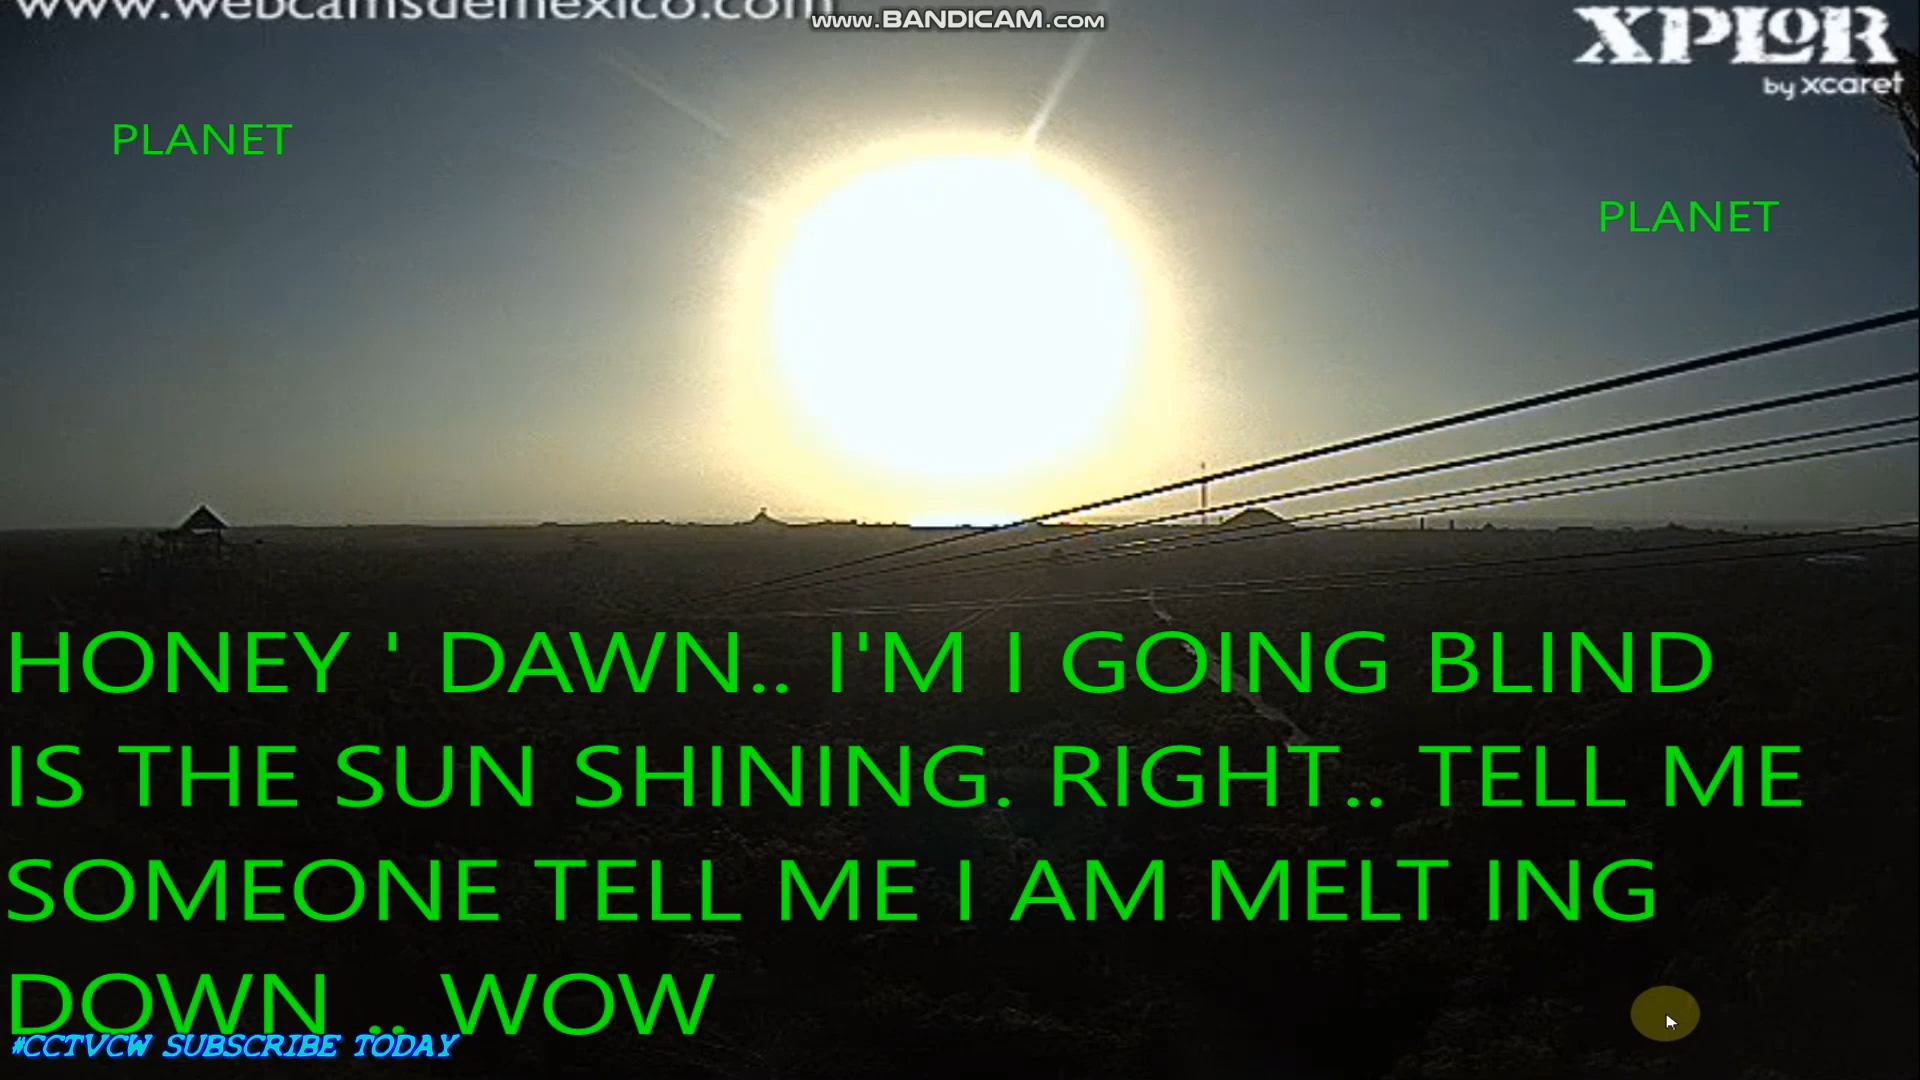 www.webcamsdemexico.com
www.BANDICAM.com
XPLOR
by xcaret
PLANET
PLANET
HONEY ' DAWN.. I'M I GOING BLIND
IS THE SUN SHINING. RIGHT.. TELL ME
SOMEONE TELL ME I AM MELT ING
DOWN .. WOW
#CCTVCW SUBSCRIBE TODAY